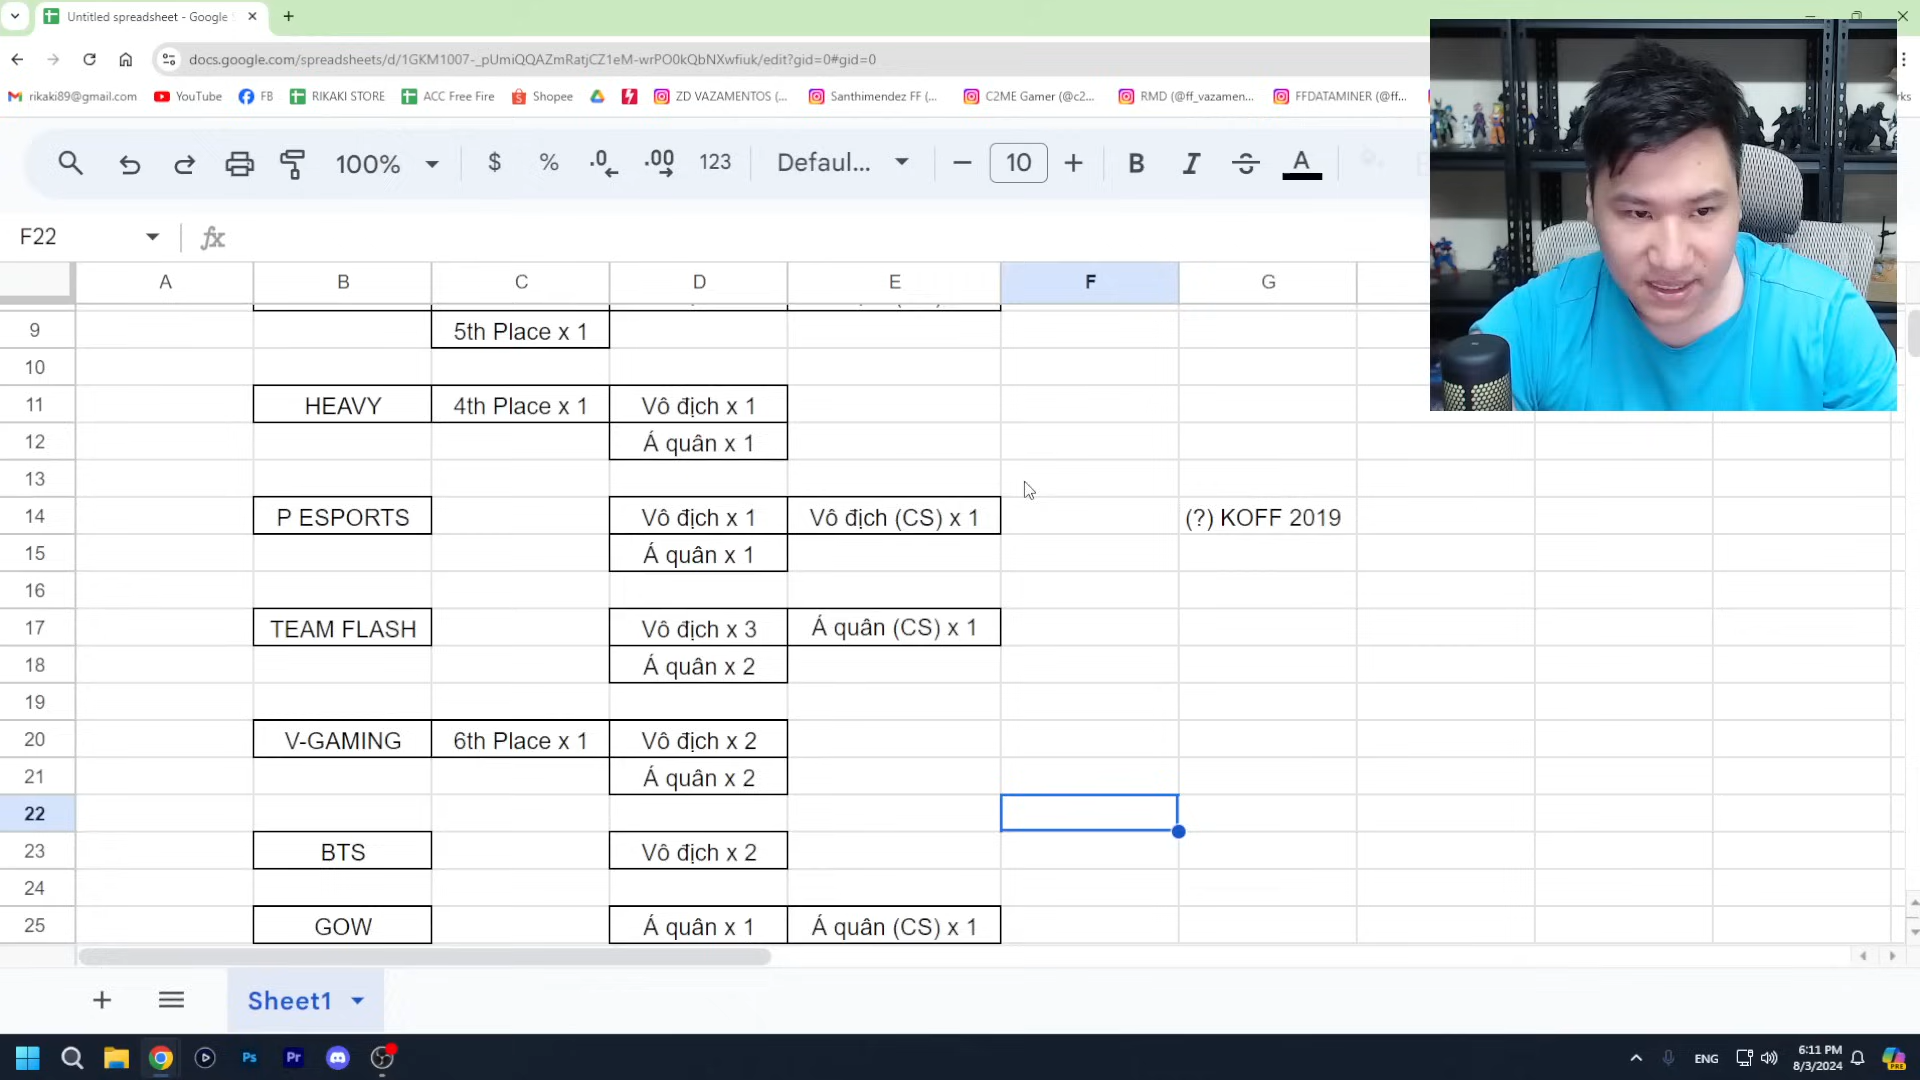 Untitled spreadsheet - Google
docs.google.com/spreadsheets/d/1GKM1007-_pUmiQQAZmRatjCZ1eM-wrPO0kQbNXwfiuk/edit?gid=0#gid=0
rikaki89@gmail.com YouTube FB RIKAKI STORE ACC Free Fire Shopee ZD VAZAMENTOS (... Santhimendez FF (... C2ME Gamer (@c2... RMD (@ff_vazamen... FFDATAMINER (@ff...
100% $ % .0 .00 123 Defaul... 10 B I S A
F22 fx
A B C D E F G
9 5th Place x 1
10
11 HEAVY 4th Place x 1 Vô địch x 1
12 Á quân x 1
13
14 P ESPORTS Vô địch x 1 Vô địch (CS) x 1 (?) KOFF 2019
15 Á quân x 1
16
17 TEAM FLASH Vô địch x 3 Á quân (CS) x 1
18 Á quân x 2
19
20 V-GAMING 6th Place x 1 Vô địch x 2
21 Á quân x 2
22
23 BTS Vô địch x 2
24
25 GOW Á quân x 1 Á quân (CS) x 1
Sheet1
Ps Pr ENG 6:11 PM
8/3/2024